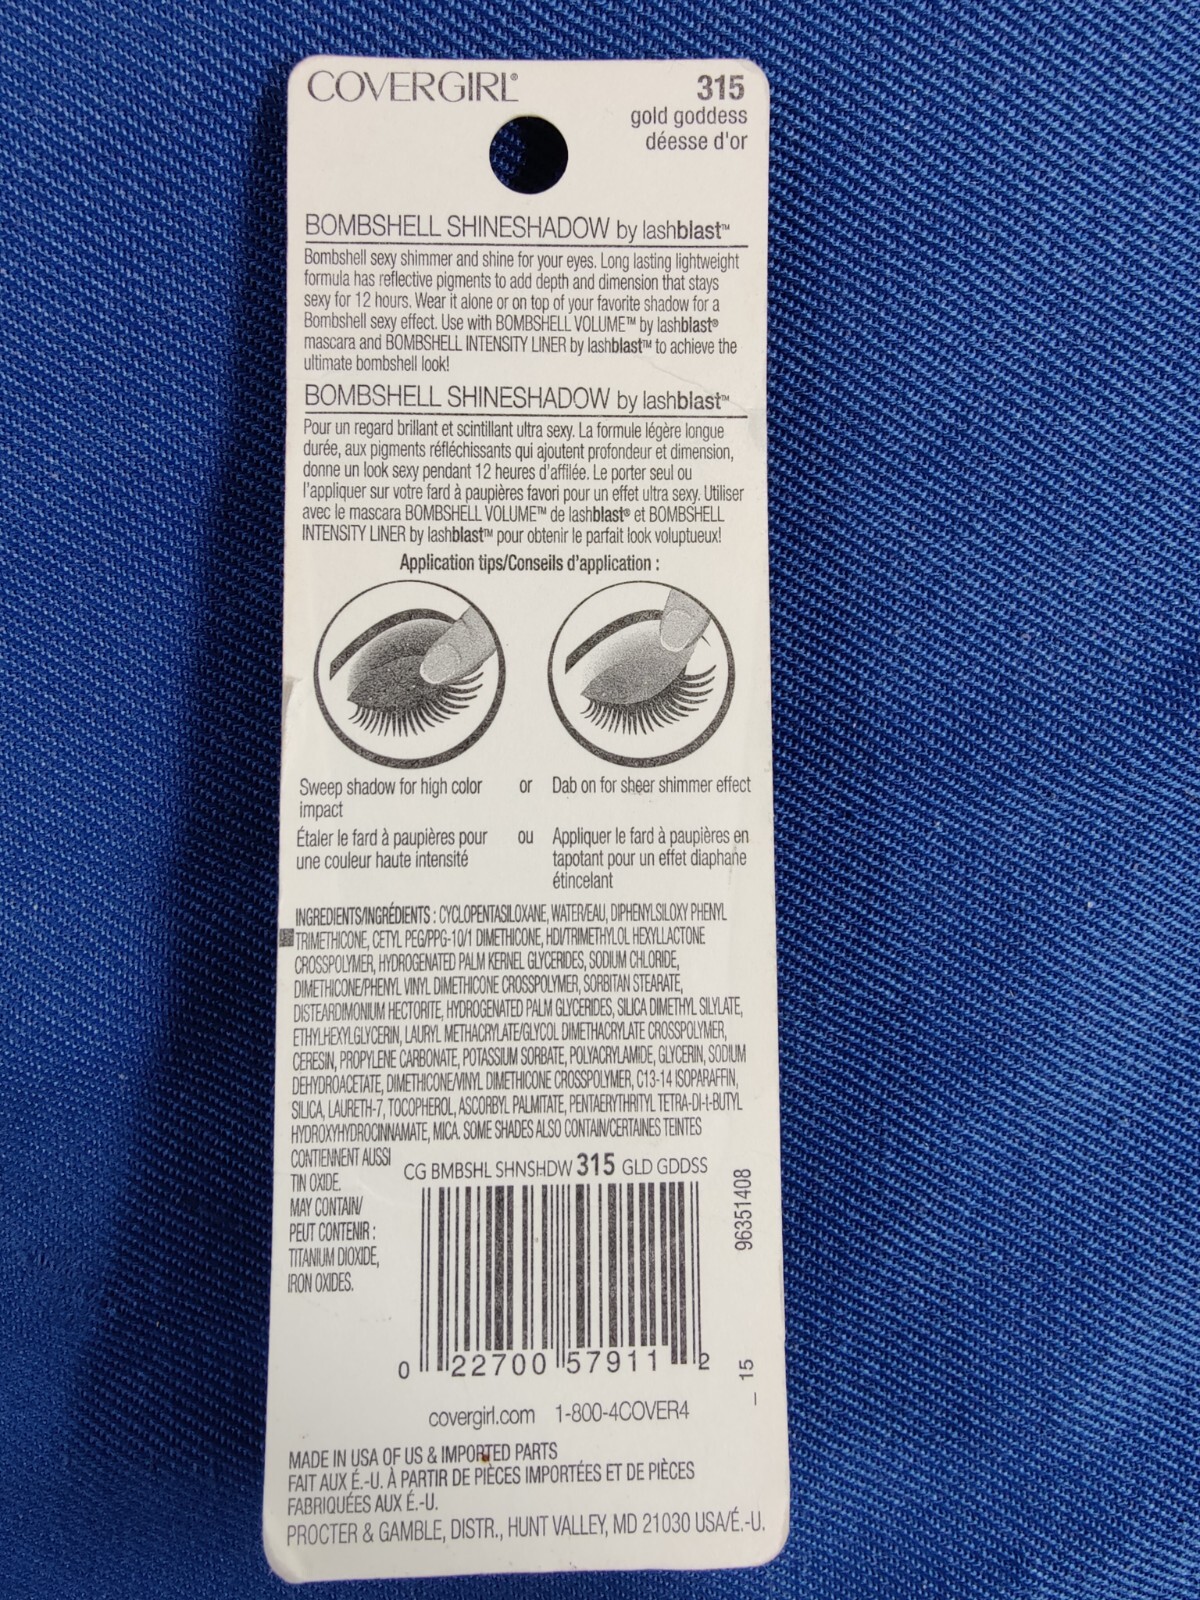 COVERGIRL®
315
gold goddess
déesse d'or
BOMBSHELL SHINESHADOW by lashblast™
Bombshell sexy shimmer and shine for your eyes. Long lasting lightweight
formula has reflective pigments to add depth and dimension that stays
sexy for 12 hours. Wear it alone or on top of your favorite shadow for a
Bombshell sexy effect. Use with BOMBSHELL VOLUME™ by lashblast®
mascara and BOMBSHELL INTENSITY LINER by lashblast™ to achieve the
ultimate bombshell look!
BOMBSHELL SHINESHADOW by lashblast™
Pour un regard brillant et scintillant ultra sexy. La formule légère longue
durée, aux pigments réfléchissants qui ajoutent profondeur et dimension,
donne un look sexy pendant 12 heures d'affilée. Le porter seul ou
l'appliquer sur votre fard à paupières favori pour un effet ultra sexy. Utiliser
avec le mascara BOMBSHELL VOLUME™ de lashblast® et BOMBSHELL
INTENSITY LINER by lashblast™ pour obtenir le parfait look voluptueux!
Application tips/Conseils d'application :
Sweep shadow for high color
impact
or
Dab on for sheer shimmer effect
Étaler le fard à paupières pour
une couleur haute intensité
ou
Appliquer le fard à paupières en
tapotant pour un effet diaphane
étincelant
INGREDIENTS/INGRÉDIENTS : CYCLOPENTASILOXANE, WATER/EAU, DIPHENYLSILOXY PHENYL
TRIMETHICONE, CETYL PEG/PPG-10/1 DIMETHICONE, HDI/TRIMETHYLOL HEXYLLACTONE
CROSSPOLYMER, HYDROGENATED PALM KERNEL GLYCERIDES, SODIUM CHLORIDE,
DIMETHICONE/PHENYL VINYL DIMETHICONE CROSSPOLYMER, SORBITAN STEARATE,
DISTEARDIMONIUM HECTORITE, HYDROGENATED PALM GLYCERIDES, SILICA DIMETHYL SILYLATE,
ETHYLHEXYLGLYCERIN, LAURYL METHACRYLATE/GLYCOL DIMETHACRYLATE CROSSPOLYMER,
CERESIN, PROPYLENE CARBONATE, POTASSIUM SORBATE, POLYACRYLAMIDE, GLYCERIN, SODIUM
DEHYDROACETATE, DIMETHICONE/VINYL DIMETHICONE CROSSPOLYMER, C13-14 ISOPARAFFIN,
SILICA, LAURETH-7, TOCOPHEROL, ASCORBYL PALMITATE, PENTAERYTHRITYL TETRA-DI-t-BUTYL
HYDROXYHYDROCINNAMATE, MICA. SOME SHADES ALSO CONTAIN/CERTAINES TEINTES
CONTIENNENT AUSSI
TIN OXIDE.
MAY CONTAIN/
PEUT CONTENIR :
TITANIUM DIOXIDE,
IRON OXIDES.
CG BMBSHL SHNSHDW 315 GLD GDDSS
96351408
0 22700 57911 2
— 15
covergirl.com 1-800-4COVER4
MADE IN USA OF US & IMPORTED PARTS
FAIT AUX É.-U. À PARTIR DE PIÈCES IMPORTÉES ET DE PIÈCES
FABRIQUÉES AUX É.-U.
PROCTER & GAMBLE, DISTR., HUNT VALLEY, MD 21030 USA/É.-U.